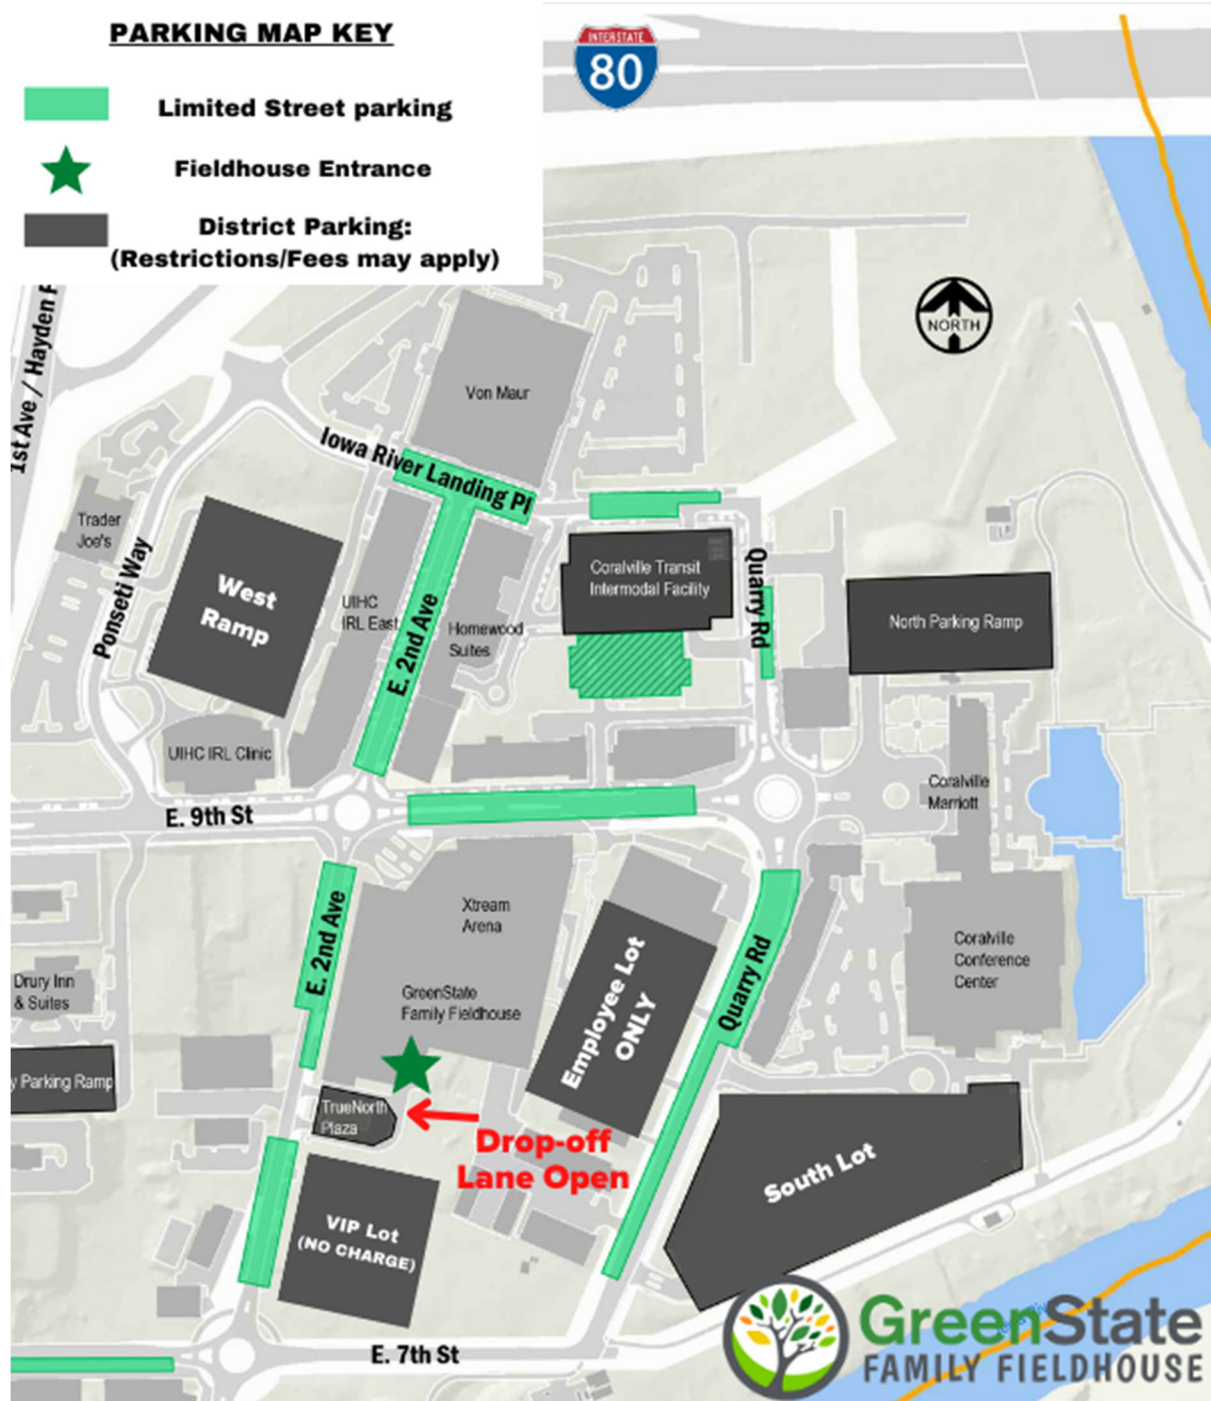 PARKING MAP KEY
Limited Street parking
Fieldhouse Entrance
District Parking:
(Restrictions/Fees may apply)
INTERSTATE
80
NORTH
1st Ave / Hayden
Von Maur
Iowa River Landing Pl
Trader
Joe's
Ponseti Way
West
Ramp
UIHC
IRL East
E. 2nd Ave
Homewood
Suites
Coralville Transit
Intermodal Facility
Quarry Rd
North Parking Ramp
UIHC IRL Clinic
E. 9th St
Coralville
Marriott
E. 2nd Ave
Xtream
Arena
Drury Inn
& Suites
GreenState
Family Fieldhouse
Employee Lot
ONLY
Quarry Rd
Coralville
Conference
Center
y Parking Ramp
TrueNorth
Plaza
Drop-off
Lane Open
South Lot
VIP Lot
(NO CHARGE)
E. 7th St
GreenState
FAMILY FIELDHOUSE